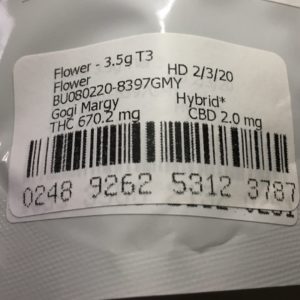 Flower - 3.5g T3 HD 2/3/20
Flower
BU080220-8397GMY
Gogi Margy Hybrid*
THC 670.2 mg CBD 2.0 mg
0248 9262 5312 3787